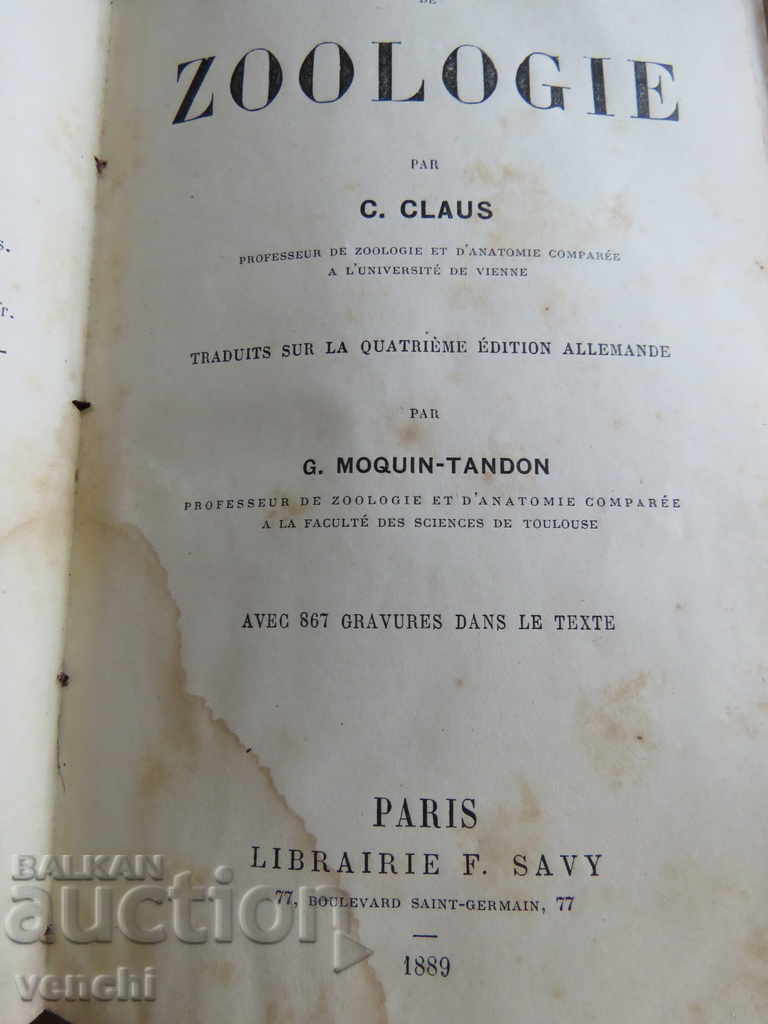 DE
ZOOLOGIE
PAR
C. CLAUS
PROFESSEUR DE ZOOLOGIE ET D'ANATOMIE COMPARÉE
A L'UNIVERSITÉ DE VIENNE
TRADUITS SUR LA QUATRIÈME ÉDITION ALLEMANDE
PAR
G. MOQUIN-TANDON
PROFESSEUR DE ZOOLOGIE ET D'ANATOMIE COMPARÉE
A LA FACULTÉ DES SCIENCES DE TOULOUSE
AVEC 867 GRAVURES DANS LE TEXTE
PARIS
LIBRAIRIE F. SAVY
77, BOULEVARD SAINT-GERMAIN, 77
1889
BALKAN
auction
venchi